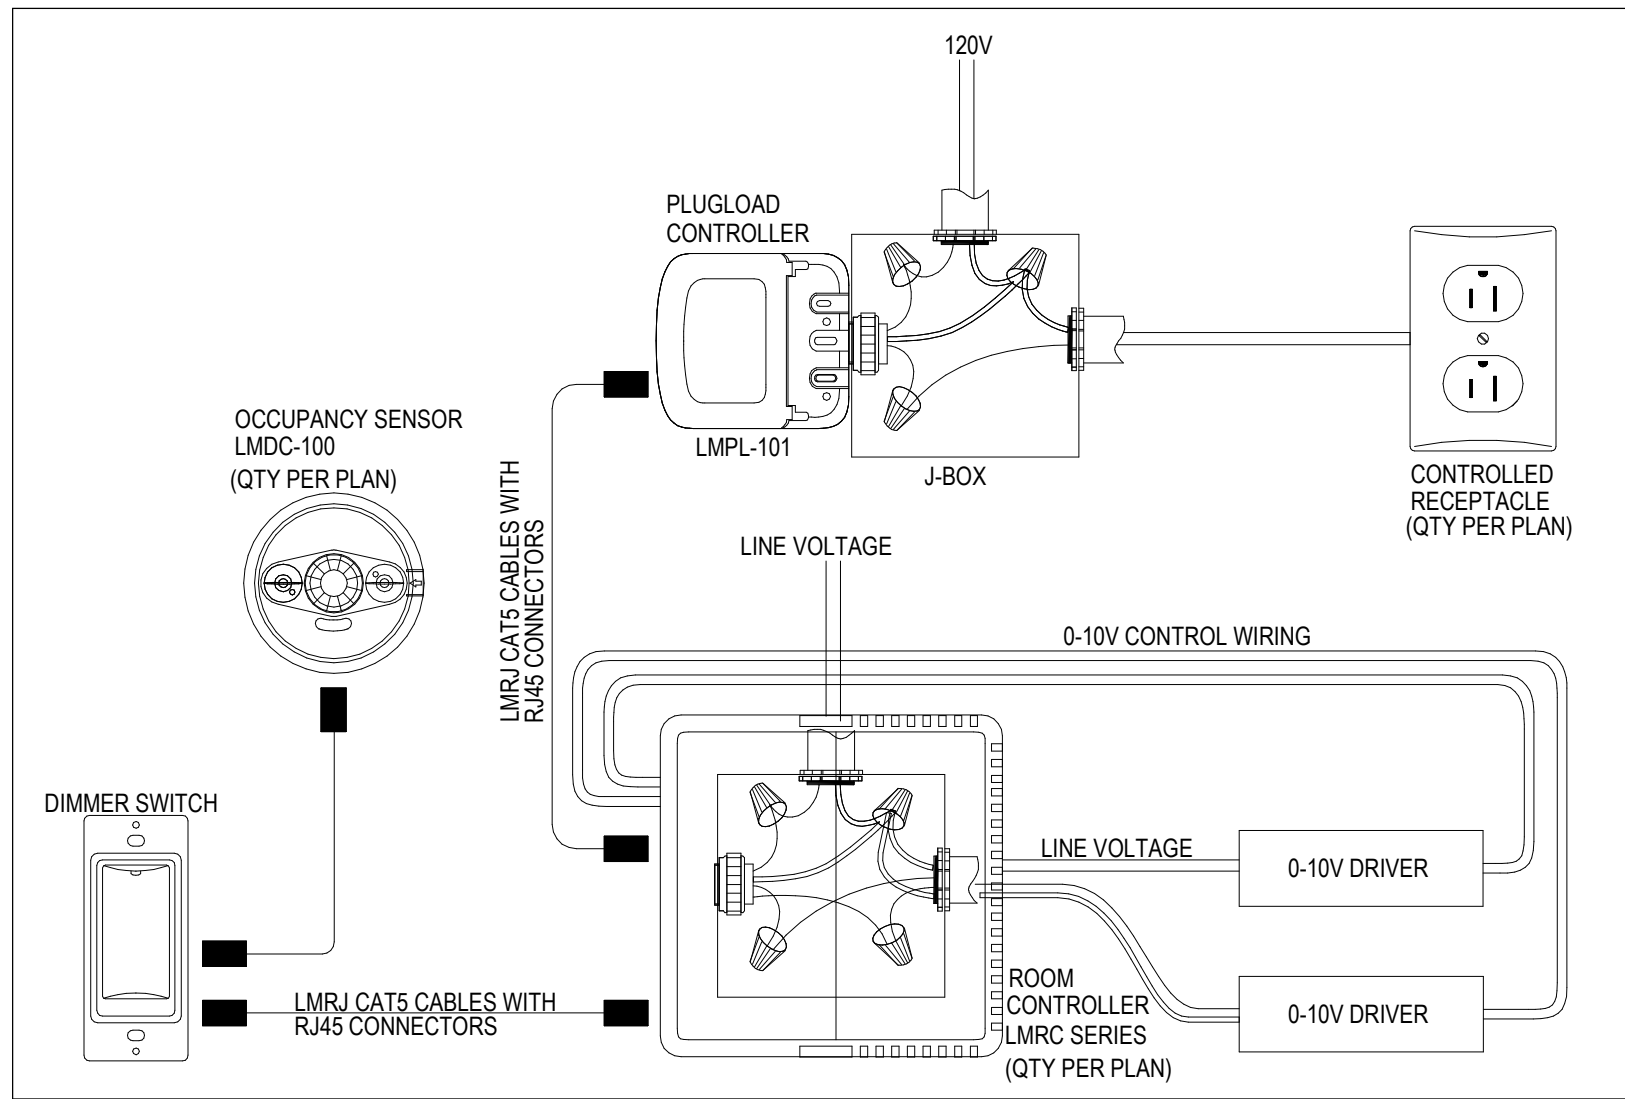 120V
PLUGLOAD
CONTROLLER
LMPL-101
J-BOX
CONTROLLED
RECEPTACLE
(QTY PER PLAN)
OCCUPANCY SENSOR
LMDC-100
(QTY PER PLAN)
LMRJ CAT5 CABLES WITH
RJ45 CONNECTORS
LINE VOLTAGE
0-10V CONTROL WIRING
DIMMER SWITCH
LINE VOLTAGE
0-10V DRIVER
LMRJ CAT5 CABLES WITH
RJ45 CONNECTORS
ROOM
CONTROLLER
LMRC SERIES
(QTY PER PLAN)
0-10V DRIVER